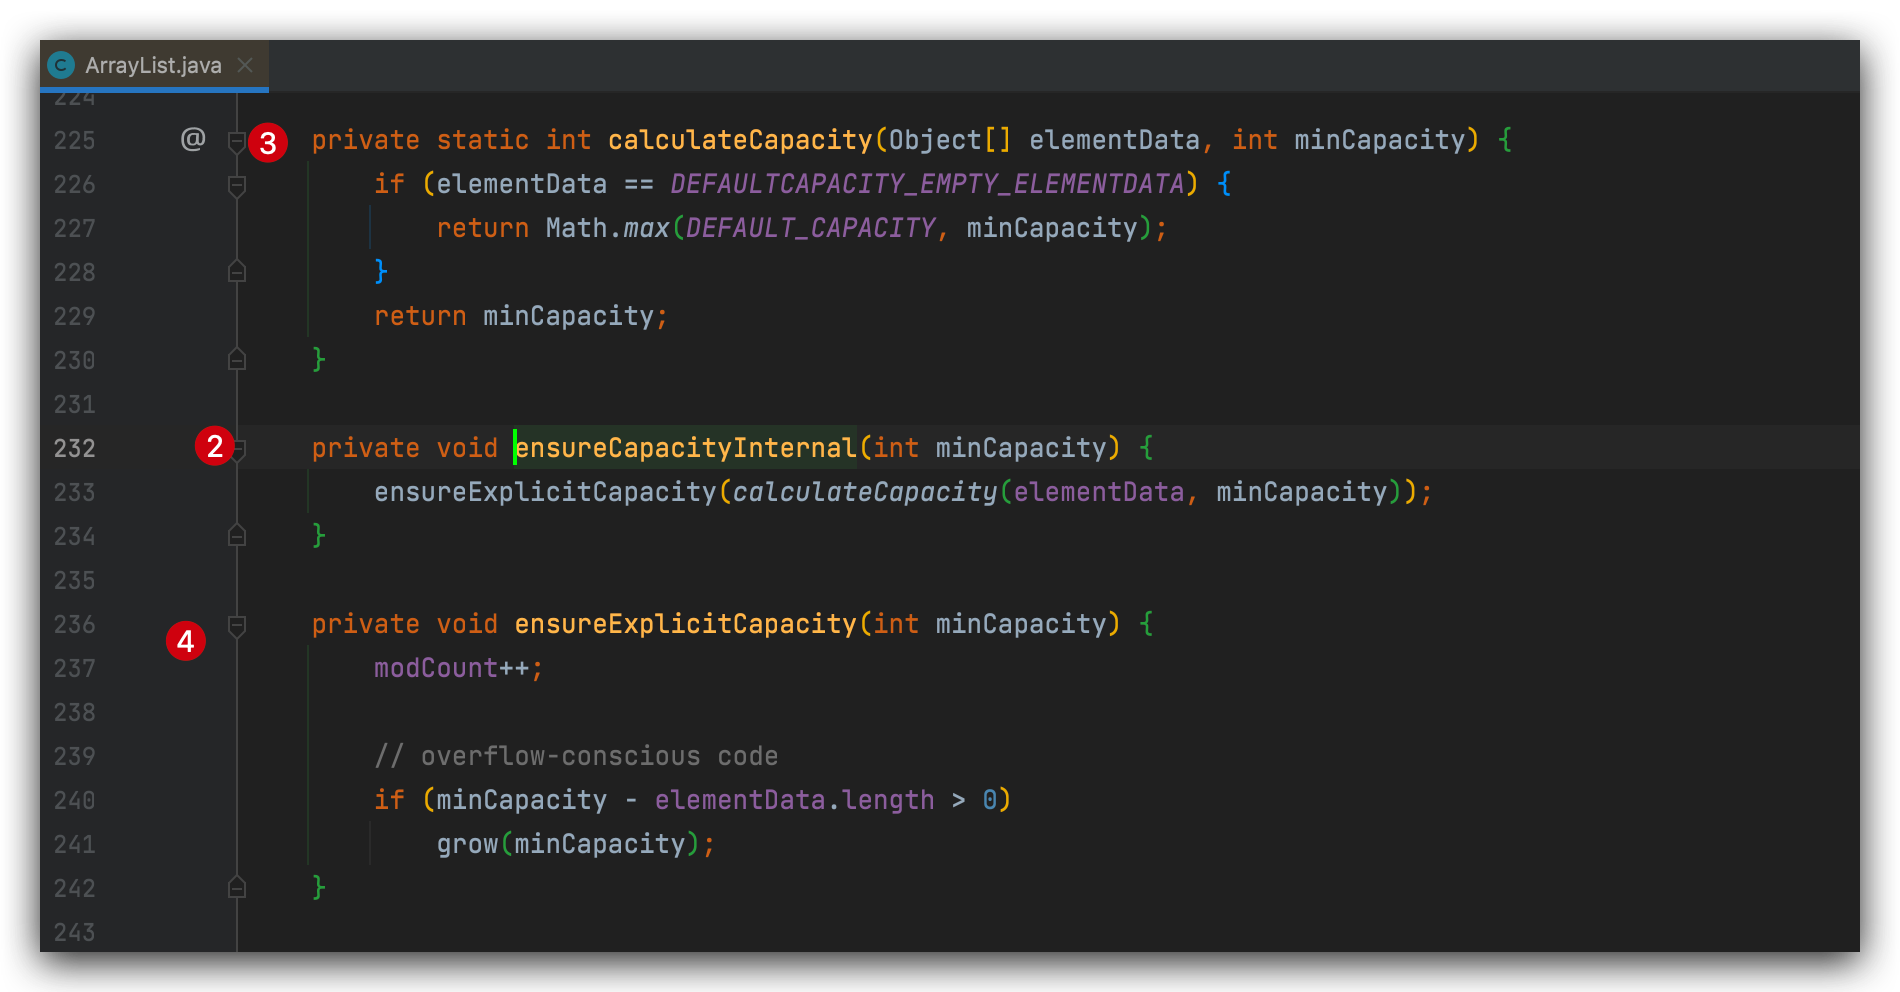 C ArrayList.java
224
225 @ 3 private static int calculateCapacity(Object[] elementData, int minCapacity) {
226 if (elementData == DEFAULTCAPACITY_EMPTY_ELEMENTDATA) {
227 return Math.max(DEFAULT_CAPACITY, minCapacity);
228 }
229 return minCapacity;
230 }
231
232 2 private void ensureCapacityInternal(int minCapacity) {
233 ensureExplicitCapacity(calculateCapacity(elementData, minCapacity));
234 }
235
236 private void ensureExplicitCapacity(int minCapacity) {
4
237 modCount++;
238
239 // overflow-conscious code
240 if (minCapacity - elementData.length > 0)
241 grow(minCapacity);
242 }
243